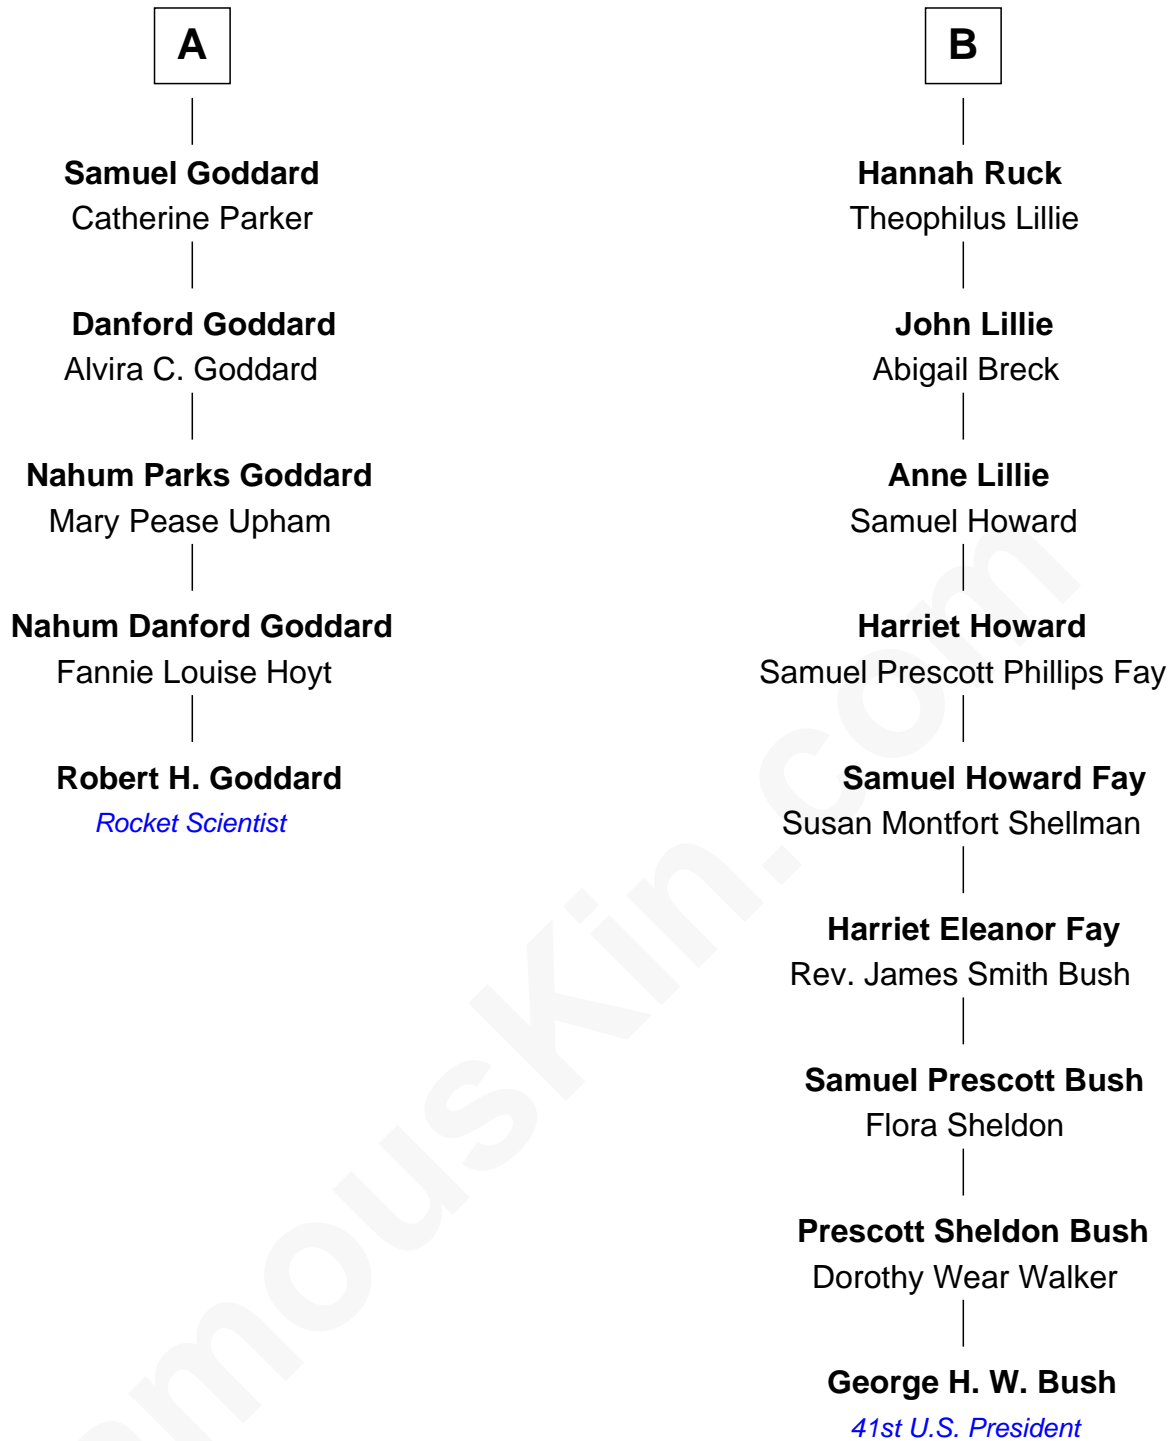 A
Samuel Goddard
Catherine Parker
Danford Goddard
Alvira C. Goddard
Nahum Parks Goddard
Mary Pease Upham
Nahum Danford Goddard
Fannie Louise Hoyt
Robert H. Goddard
Rocket Scientist
B
Hannah Ruck
Theophilus Lillie
John Lillie
Abigail Breck
Anne Lillie
Samuel Howard
Harriet Howard
Samuel Prescott Phillips Fay
Samuel Howard Fay
Susan Montfort Shellman
Harriet Eleanor Fay
Rev. James Smith Bush
Samuel Prescott Bush
Flora Sheldon
Prescott Sheldon Bush
Dorothy Wear Walker
George H. W. Bush
41st U.S. President
amouskin.com